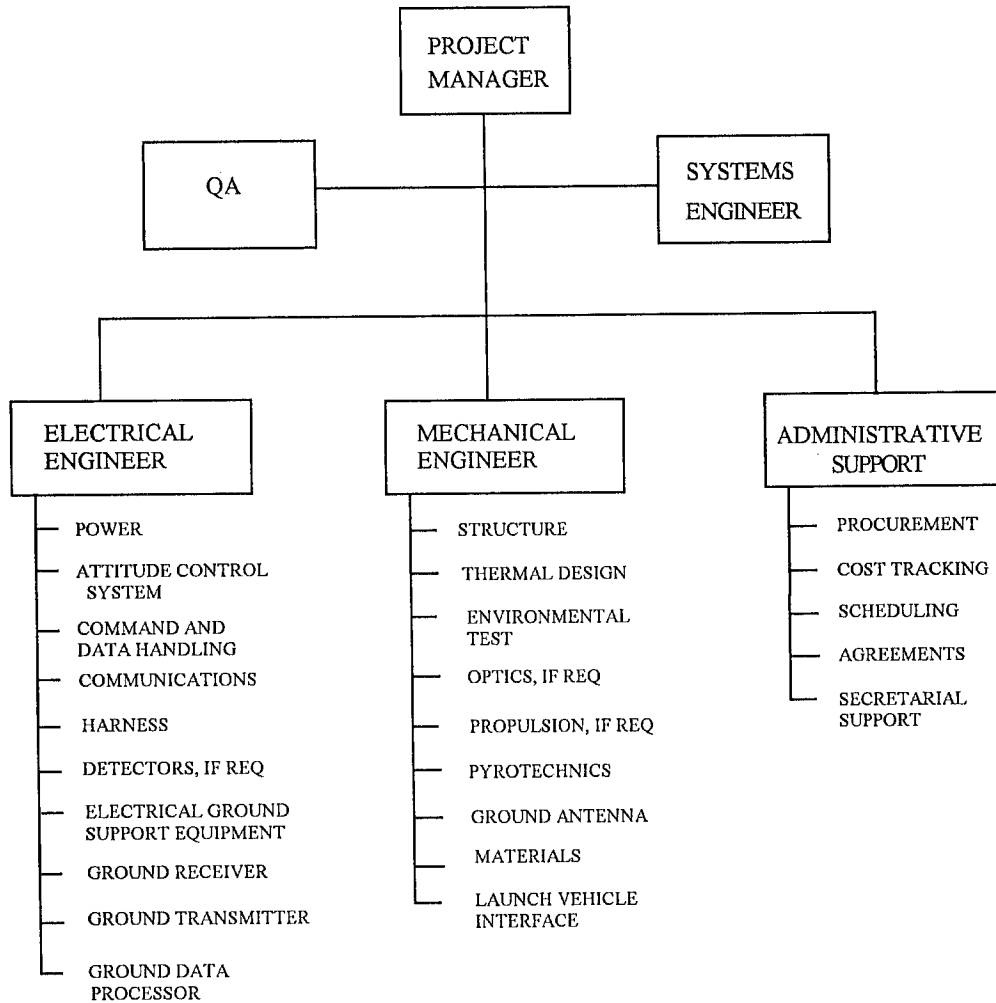 PROJECT
MANAGER
QA
SYSTEMS
ENGINEER
ELECTRICAL
ENGINEER
POWER
ATTITUDE CONTROL
SYSTEM
COMMAND AND
DATA HANDLING
COMMUNICATIONS
HARNESS
DETECTORS, IF REQ
ELECTRICAL GROUND
SUPPORT EQUIPMENT
GROUND RECEIVER
GROUND TRANSMITTER
GROUND DATA
PROCESSOR
MECHANICAL
ENGINEER
STRUCTURE
THERMAL DESIGN
ENVIRONMENTAL
TEST
OPTICS, IF REQ
PROPULSION, IF REQ
PYROTECHNICS
GROUND ANTENNA
MATERIALS
LAUNCH VEHICLE
INTERFACE
ADMINISTRATIVE
SUPPORT
PROCUREMENT
COST TRACKING
SCHEDULING
AGREEMENTS
SECRETARIAL
SUPPORT